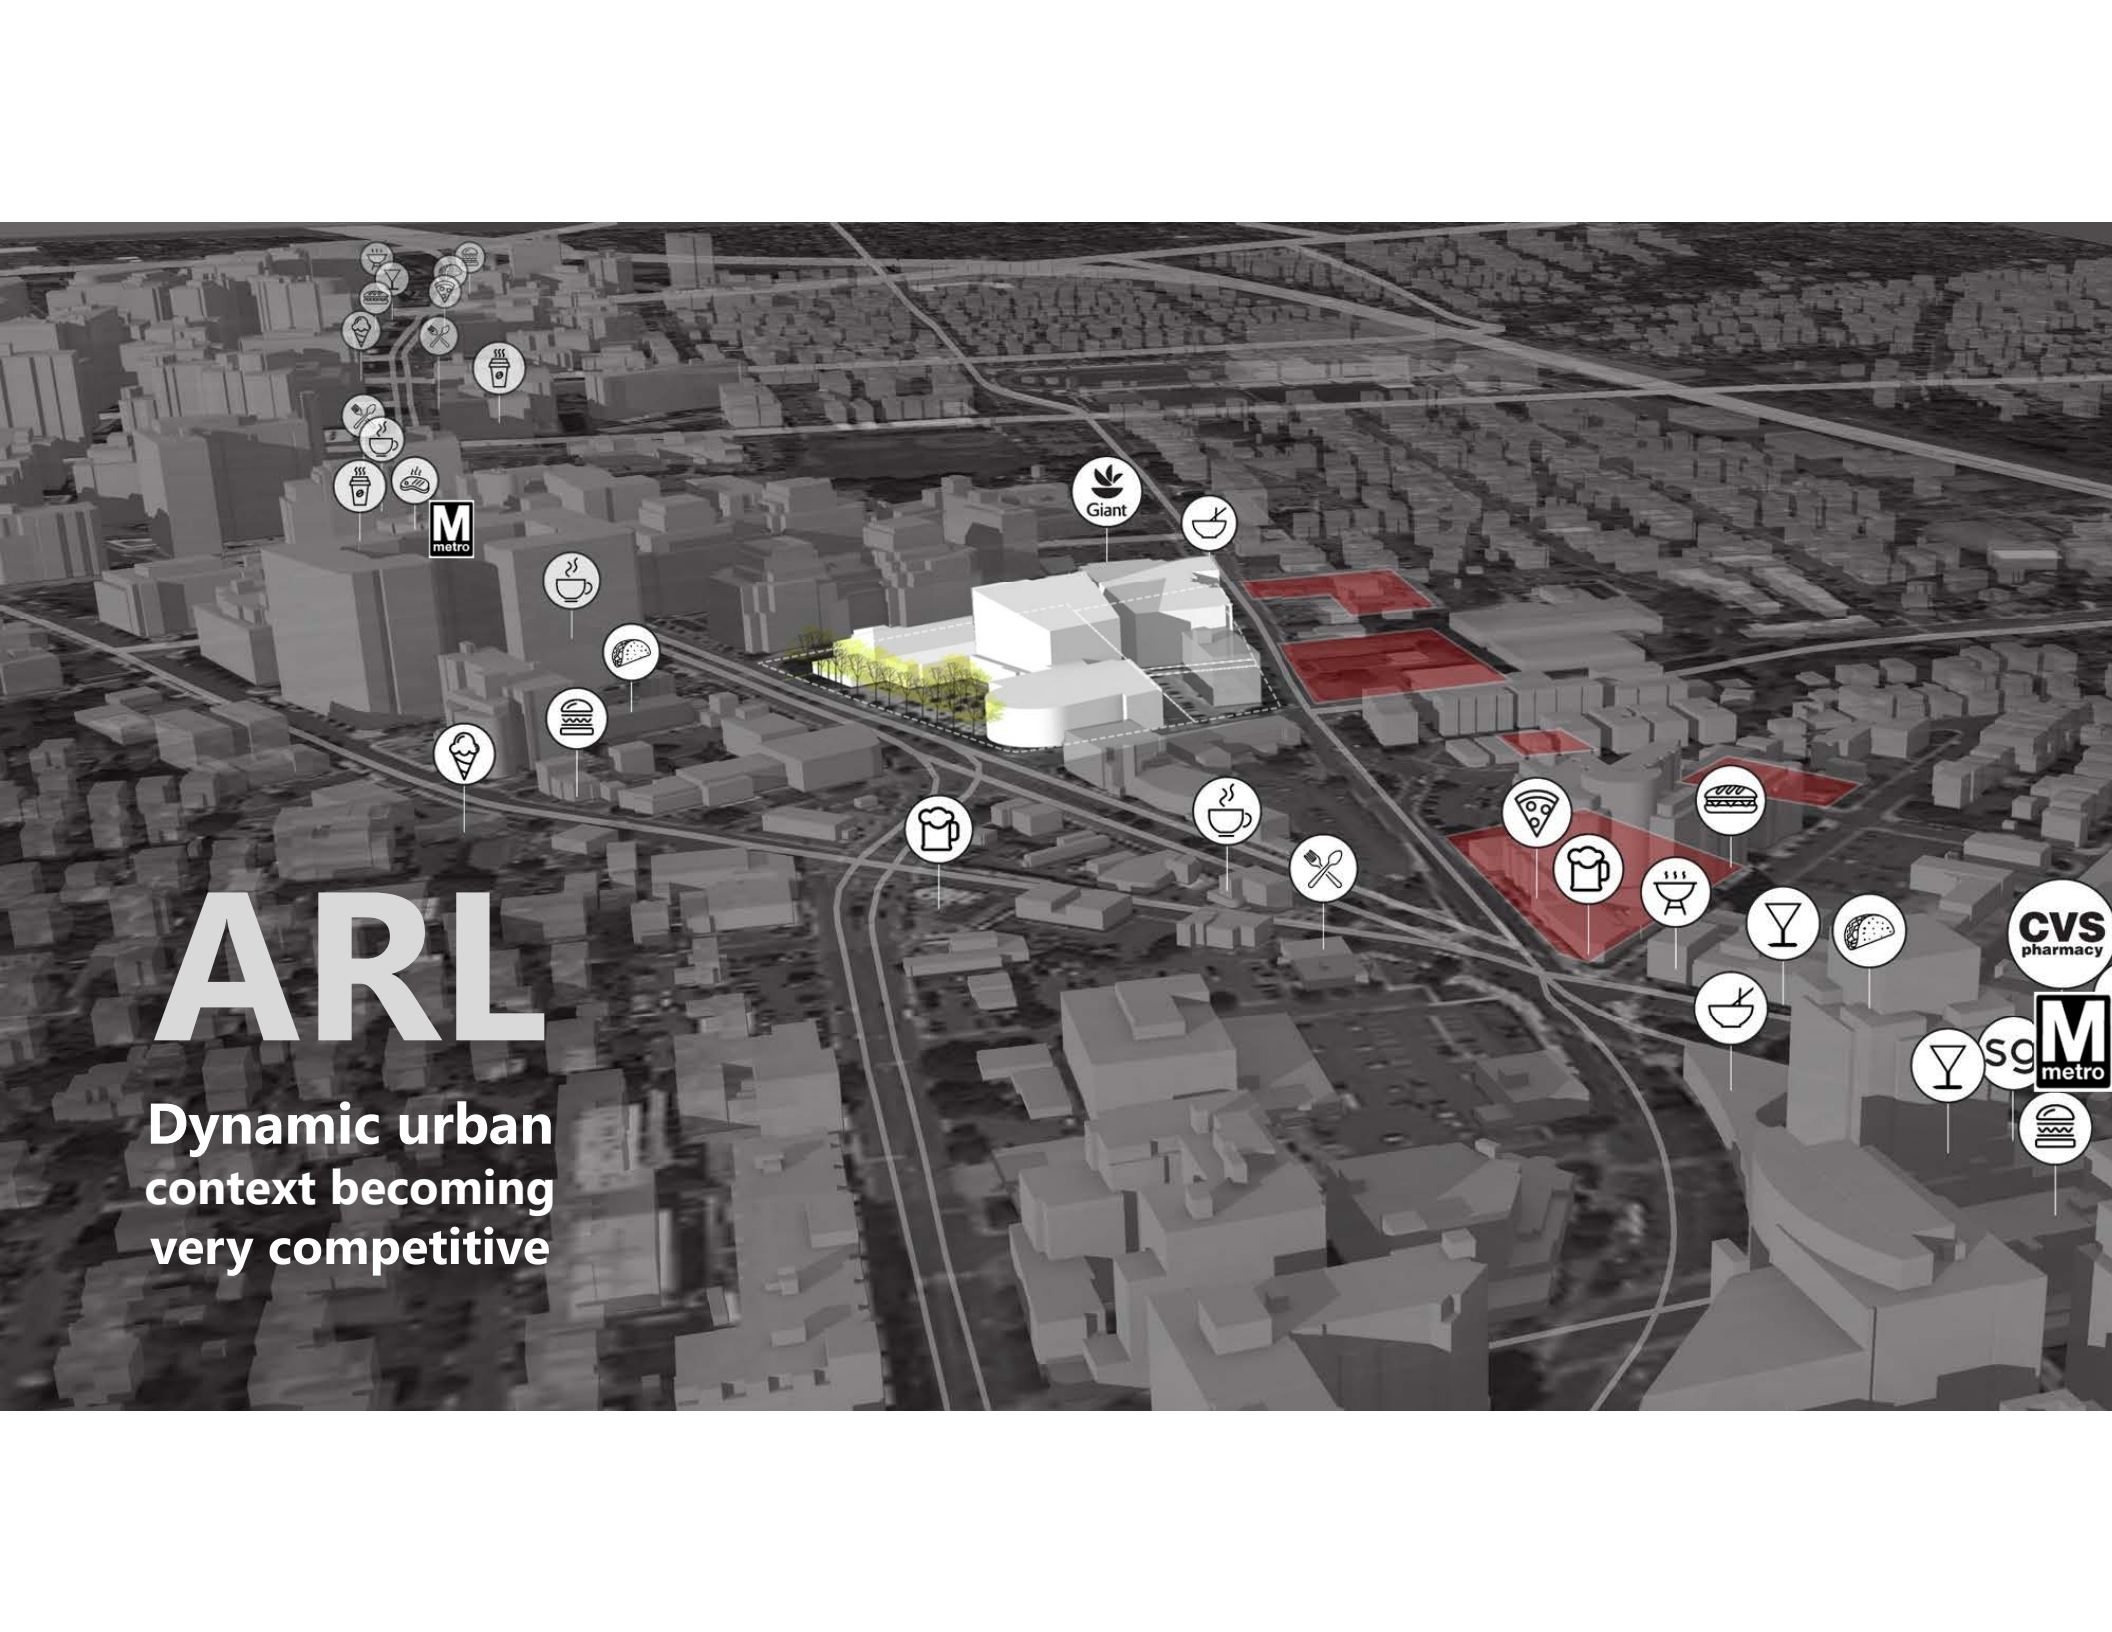 Giant
M
metro
ARL
Dynamic urban
context becoming
very competitive
CVS
pharmacy
sg
M
metro